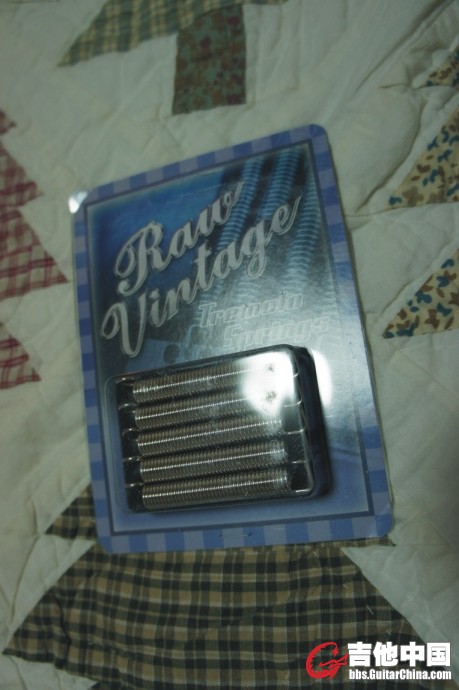 Raw
Vintage
Tremolo
Springs
吉他中国
bbs.GuitarChina.com